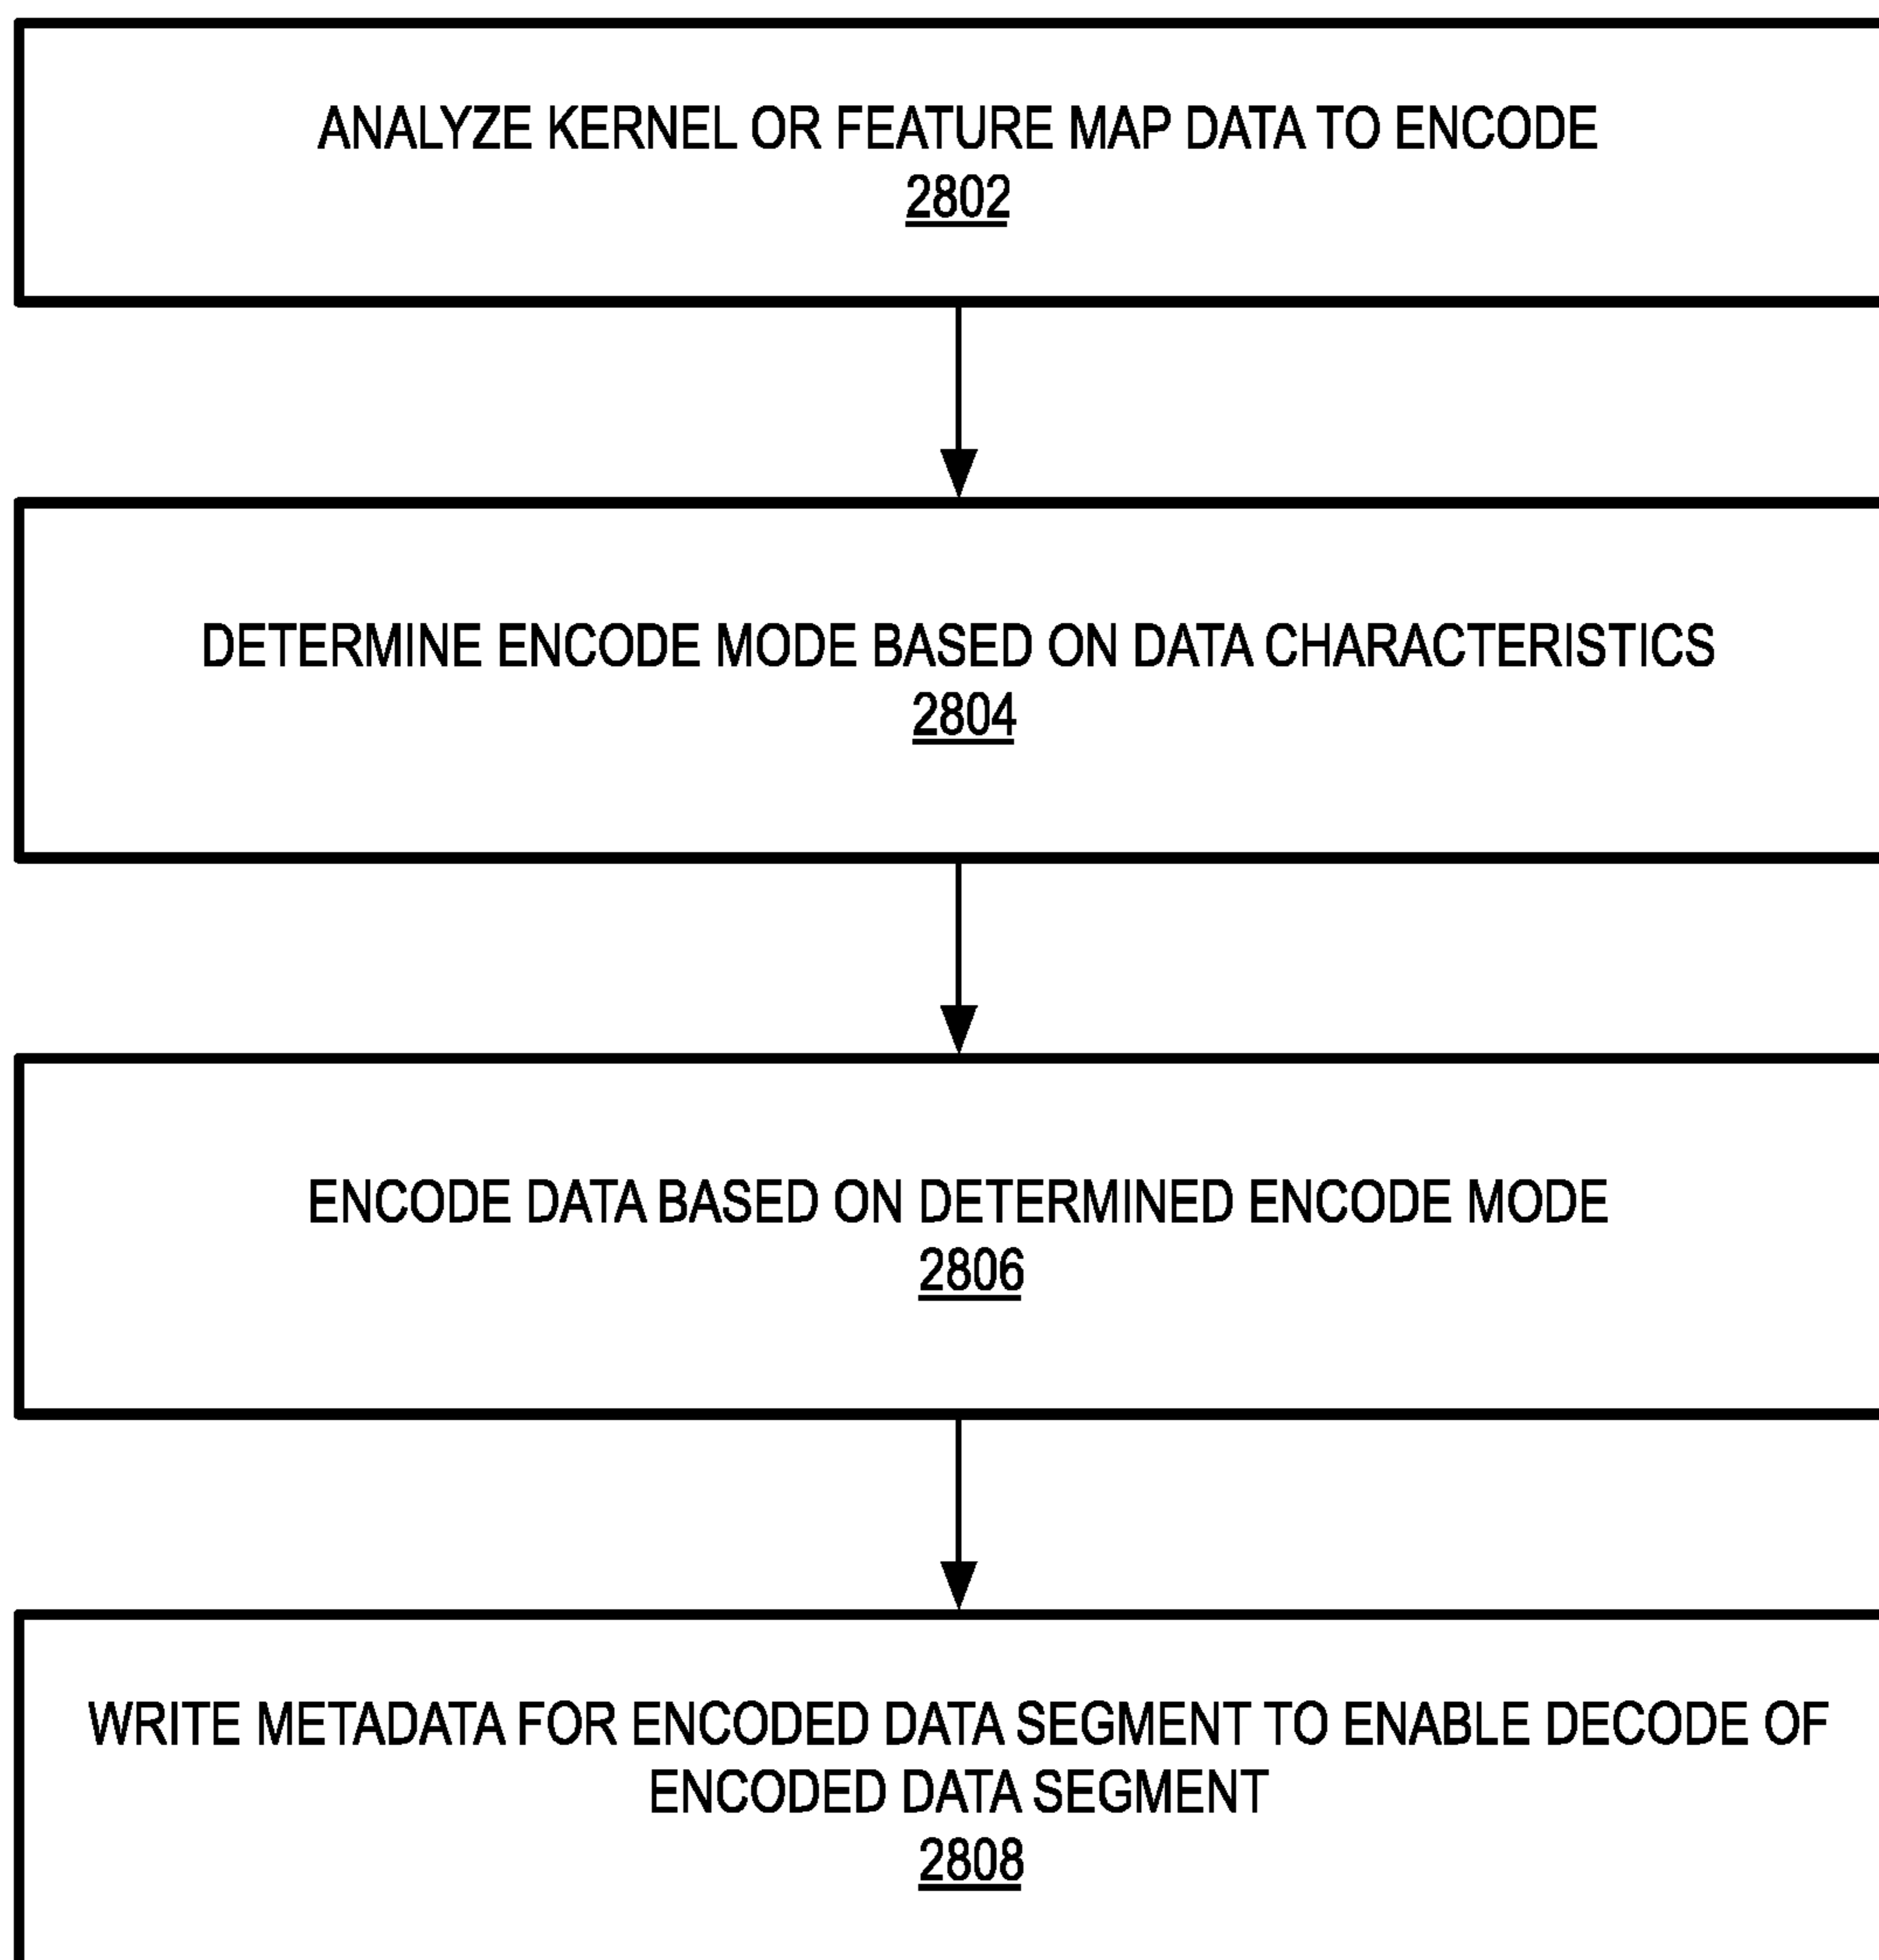 ANALYZE KERNEL OR FEATURE MAP DATA TO ENCODE
2802
DETERMINE ENCODE MODE BASED ON DATA CHARACTERISTICS
2804
ENCODE DATA BASED ON DETERMINED ENCODE MODE
2806
WRITE METADATA FOR ENCODED DATA SEGMENT TO ENABLE DECODE OF
ENCODED DATA SEGMENT
2808